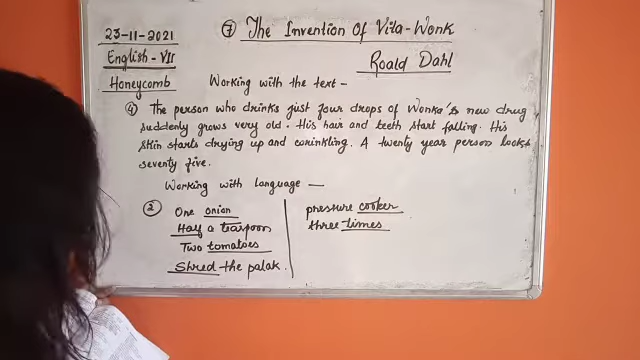 23-11-2021
English - VII
Honeycomb
⑦ The Invention Of Vita-Wonk
Roald Dahl
Working with the text -
④ The person who drinks just four drops of Wonka's new drug
suddenly grows very old. His hair and teeth start falling. His
skin starts drying up and wrinkling. A twenty year person looks
seventy five.
Working with language —
② One onion
Half a teaspoon
Two tomatoes
Shred the palak.
pressure cooker
three times